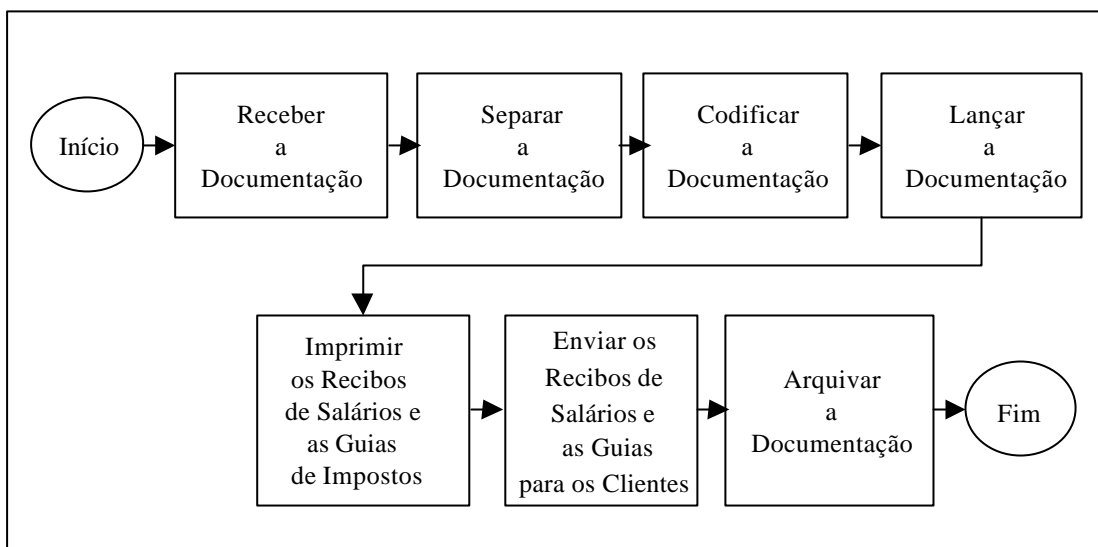 Início
Receber
a
Documentação
Separar
a
Documentação
Codificar
a
Documentação
Lançar
a
Documentação
Imprimir
os Recibos
de Salários e
as Guias
de Impostos
Enviar os
Recibos de
Salários e
as Guias
para os Clientes
Arquivar
a
Documentação
Fim